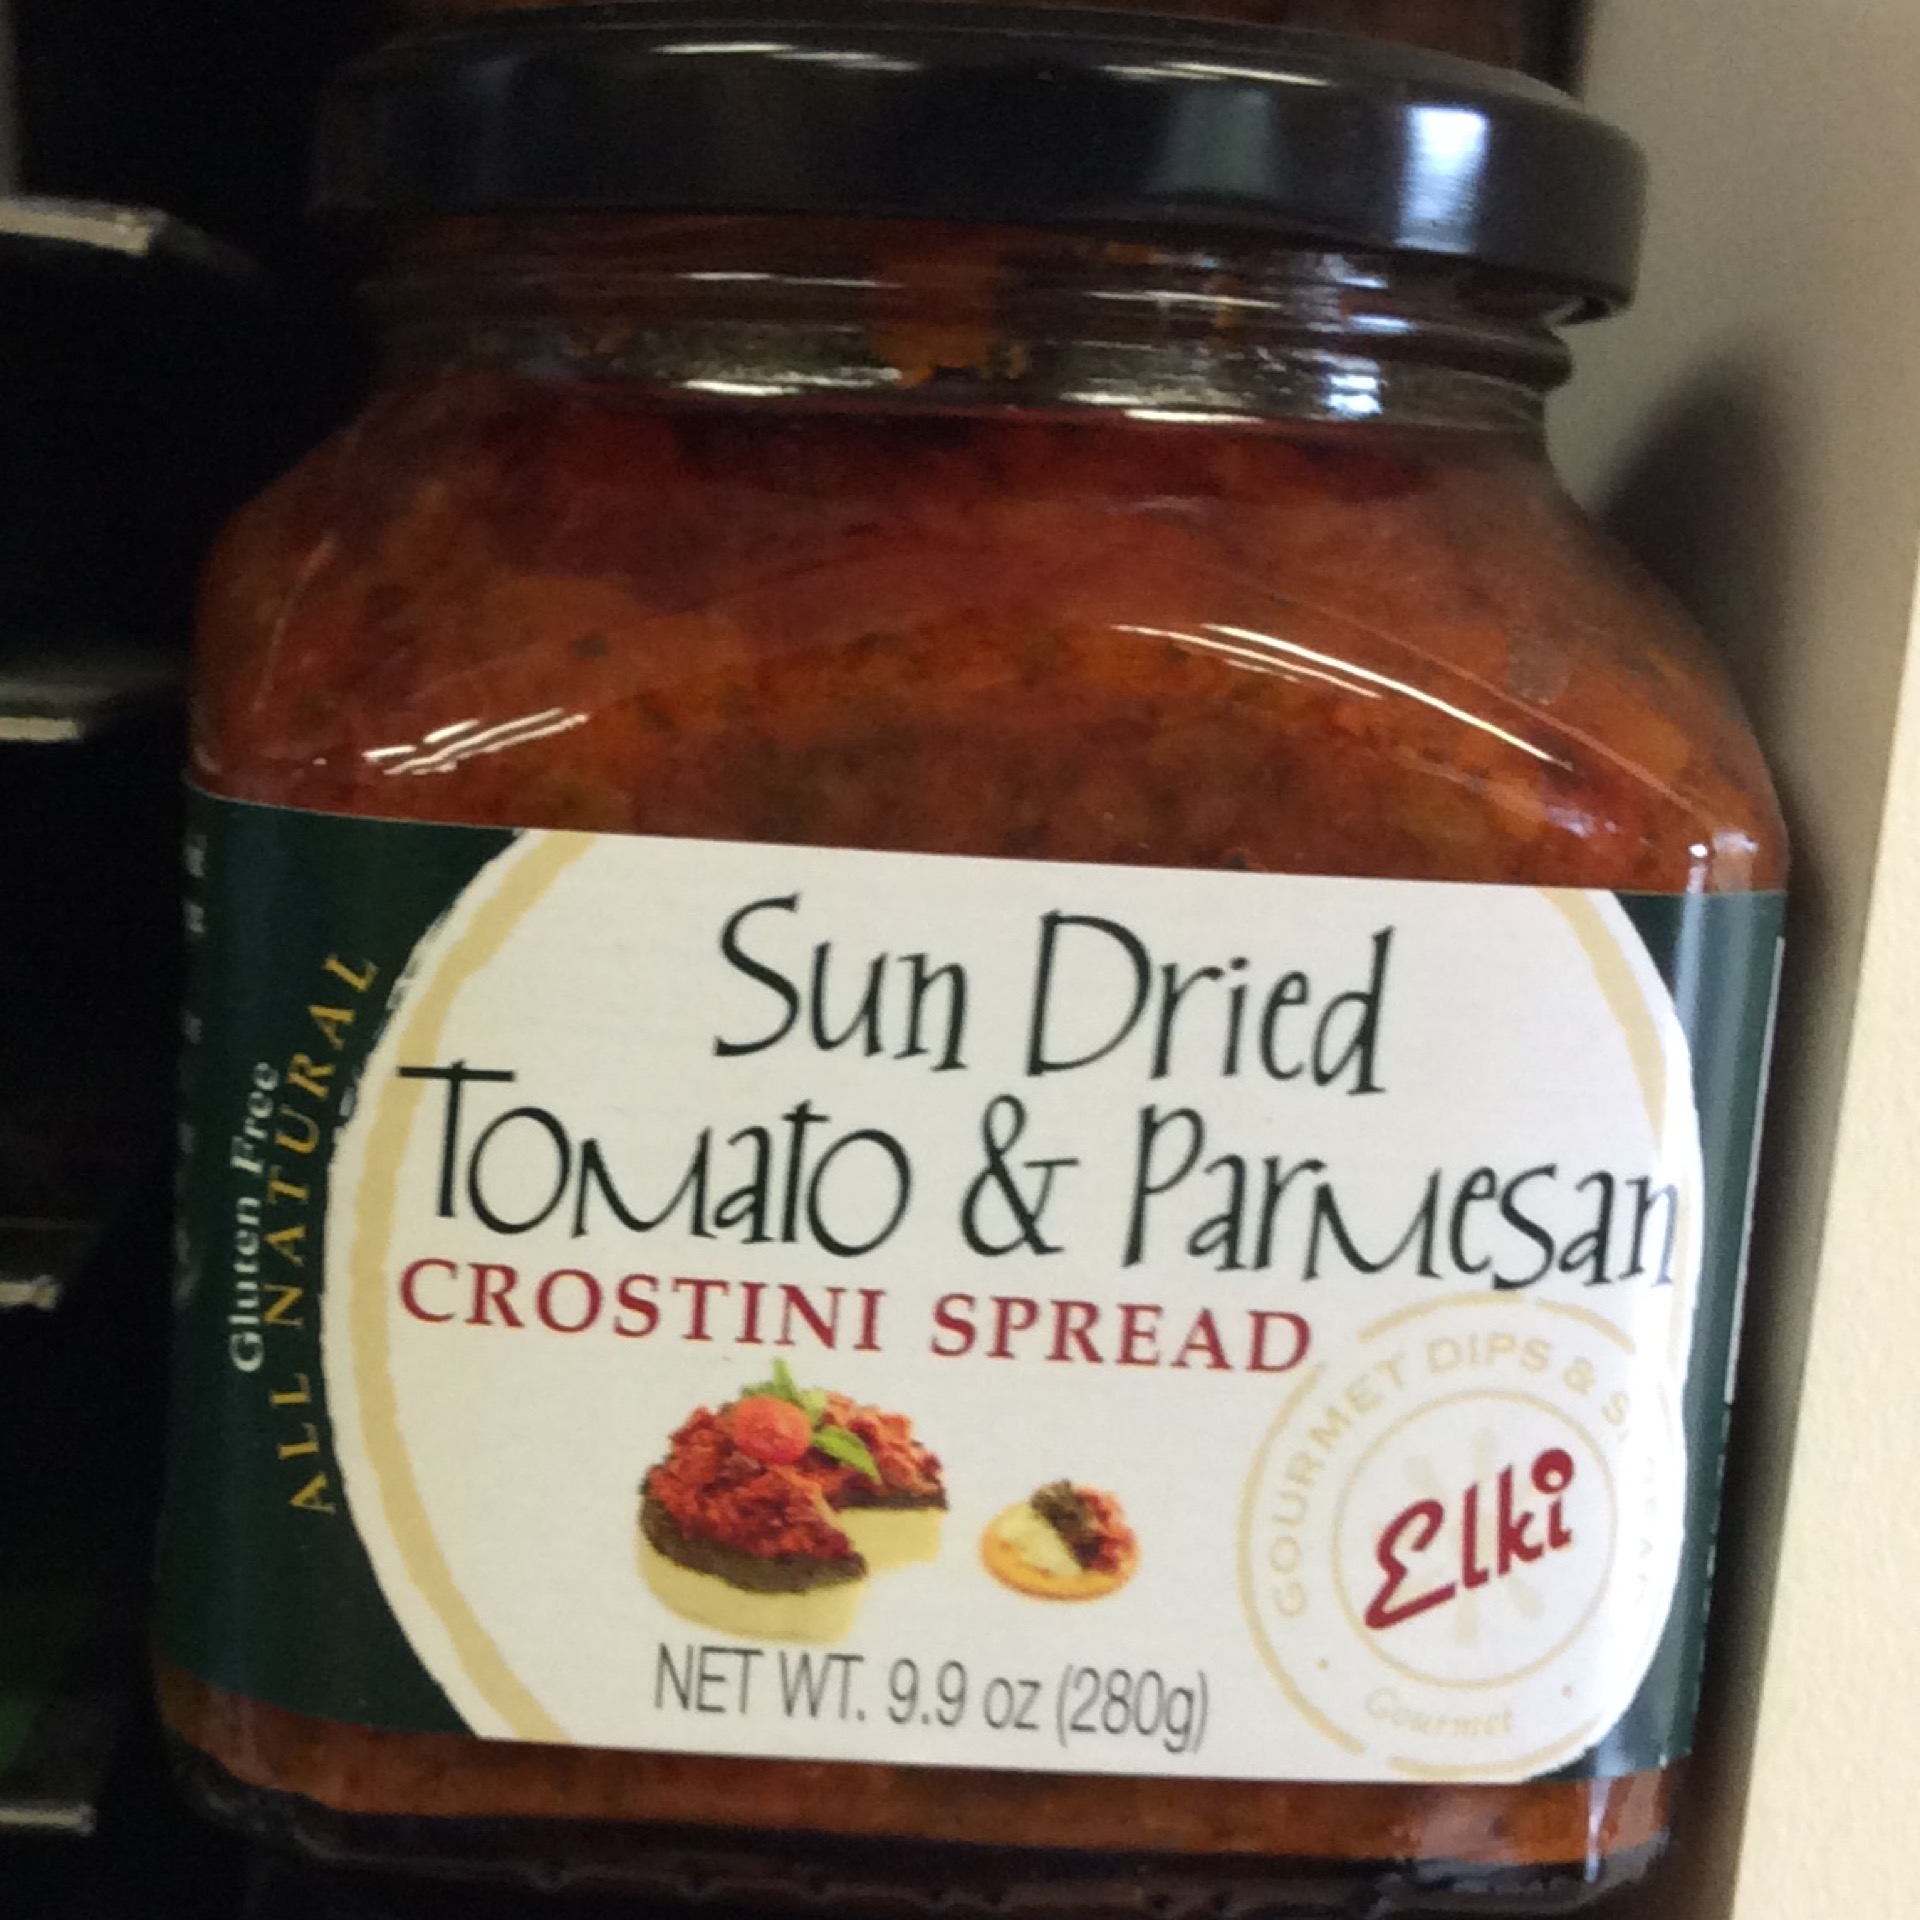 Sun Dried
Tomato & Parmesan
CROSTINI SPREAD
Gluten Free
ALL NATURAL
GOURMET DIPS &
Elki
Gourmet
NET WT. 9.9 oz (280g)